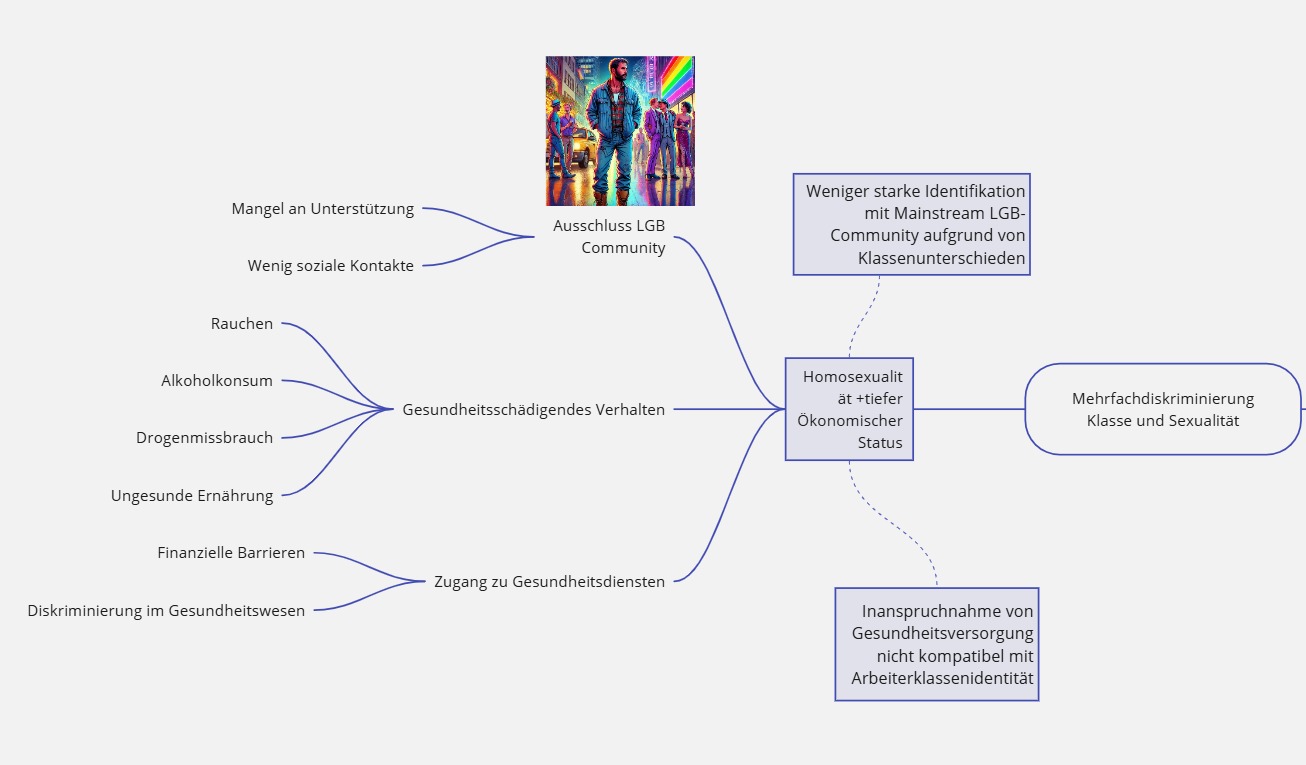 Ausschluss LGB
Community
Mangel an Unterstützung
Wenig soziale Kontakte
Rauchen
Alkoholkonsum
Drogenmissbrauch
Ungesunde Ernährung
Gesundheitsschädigendes Verhalten
Finanzielle Barrieren
Diskriminierung im Gesundheitswesen
Zugang zu Gesundheitsdiensten
Weniger starke Identifikation
mit Mainstream LGB-
Community aufgrund von
Klassenunterschieden
Homosexualit
ät +tiefer
Ökonomischer
Status
Mehrfachdiskriminierung
Klasse und Sexualität
Inanspruchnahme von
Gesundheitsversorgung
nicht kompatibel mit
Arbeiterklassenidentität